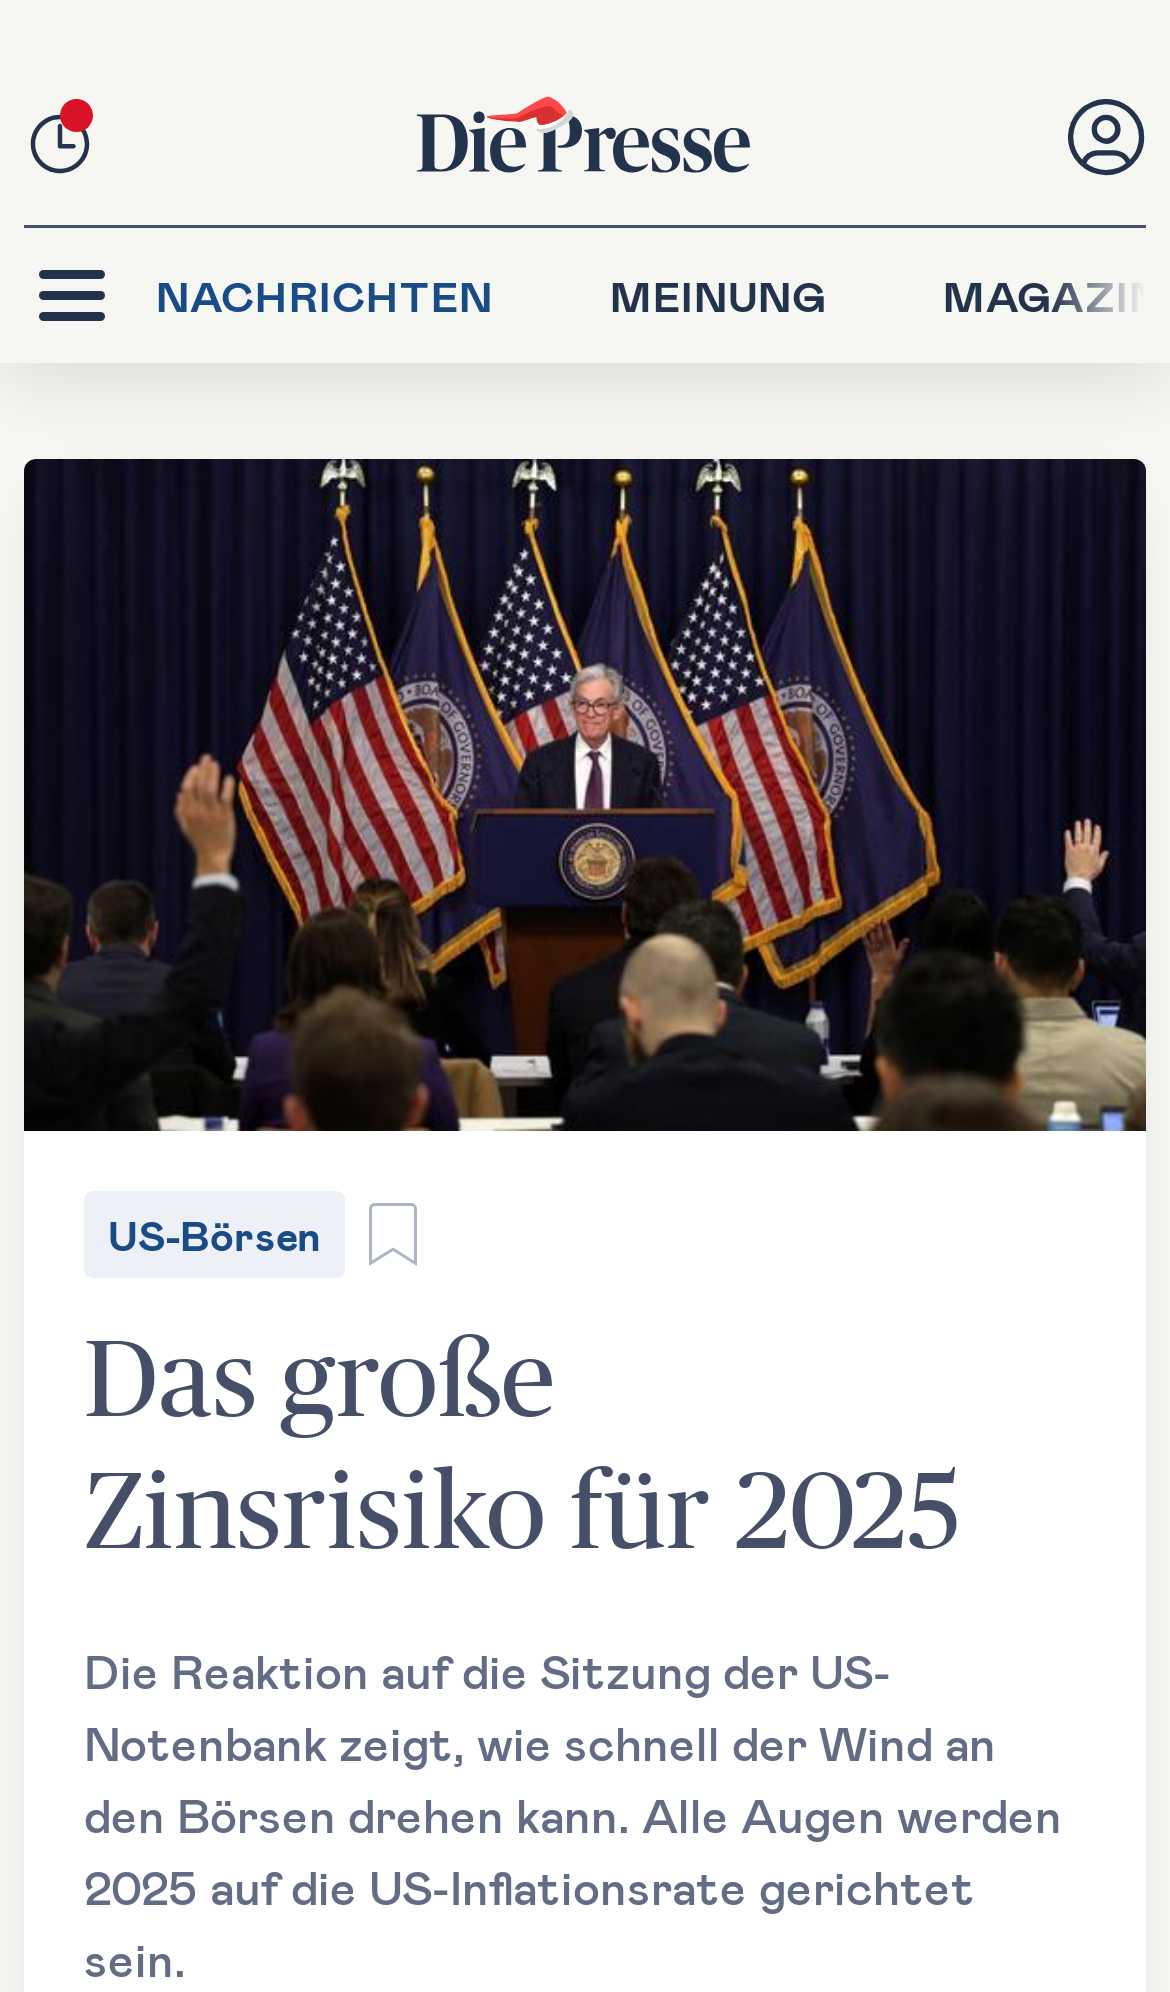 Die Presse
NACHRICHTEN MEINUNG MAGAZIN
US-Börsen
Das große
Zinsrisiko für 2025
Die Reaktion auf die Sitzung der US-
Notenbank zeigt, wie schnell der Wind an
den Börsen drehen kann. Alle Augen werden
2025 auf die US-Inflationsrate gerichtet
sein.